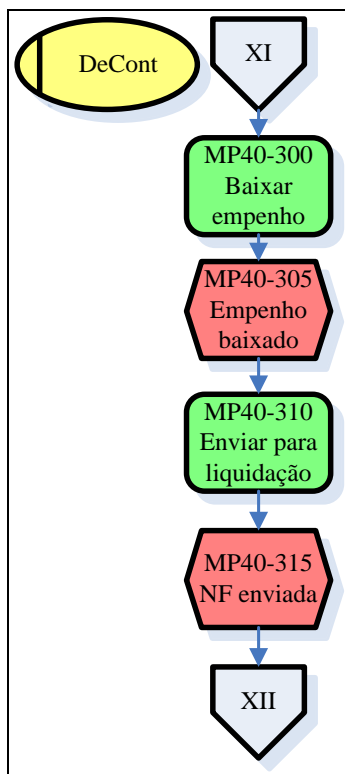 DeCont
XI
MP40-300
Baixar
empenho
MP40-305
Empenho
baixado
MP40-310
Enviar para
liquidação
MP40-315
NF enviada
XII